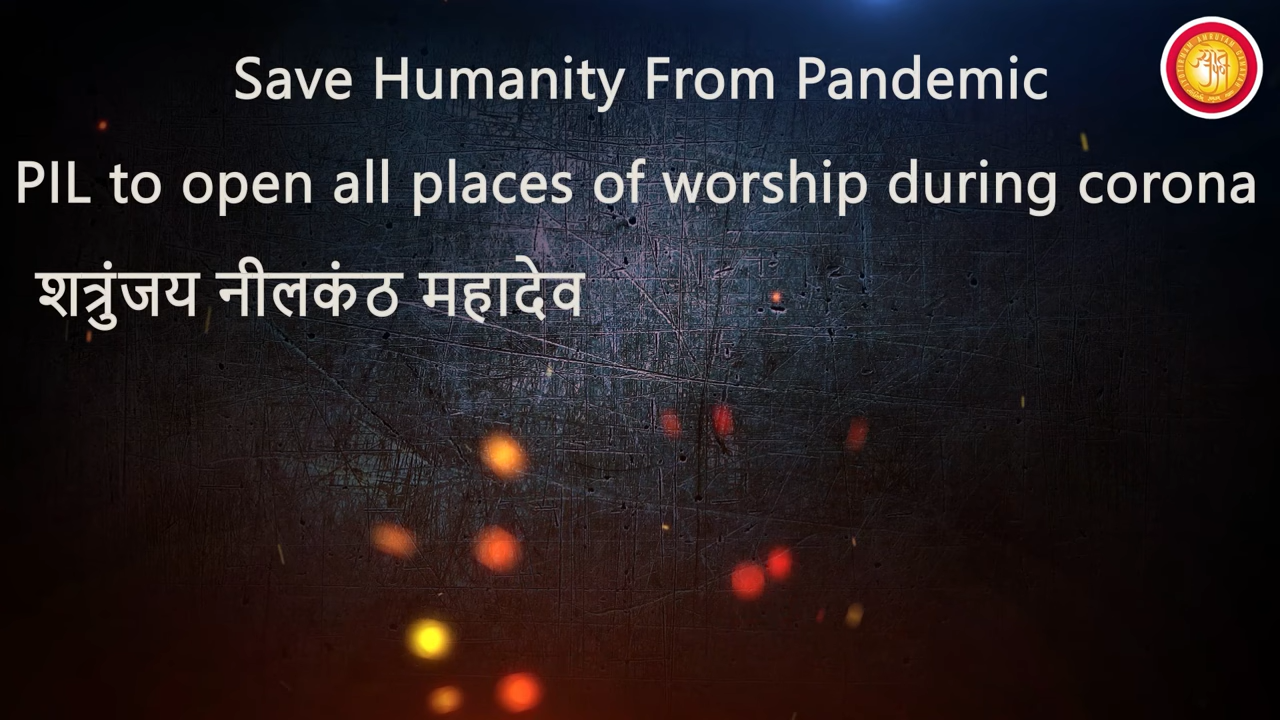 Save Humanity From Pandemic
PIL to open all places of worship during corona
शत्रुंजय नीलकंठ महादेव